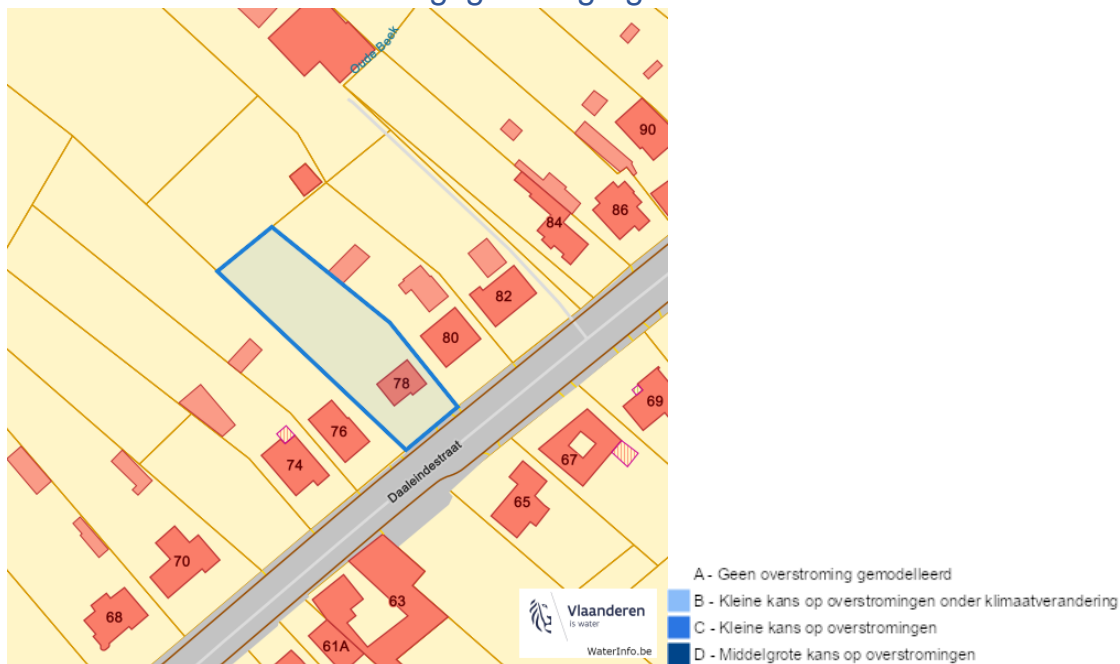 Oude Beek
90
86
84
82
80
78
76
74
69
67
65
Daaleindestraat
70
68
63
61A
Vlaanderen
is water
WaterInfo.be
A - Geen overstroming gemodelleerd
B - Kleine kans op overstromingen onder klimaatverandering
C - Kleine kans op overstromingen
D - Middelgrote kans op overstromingen